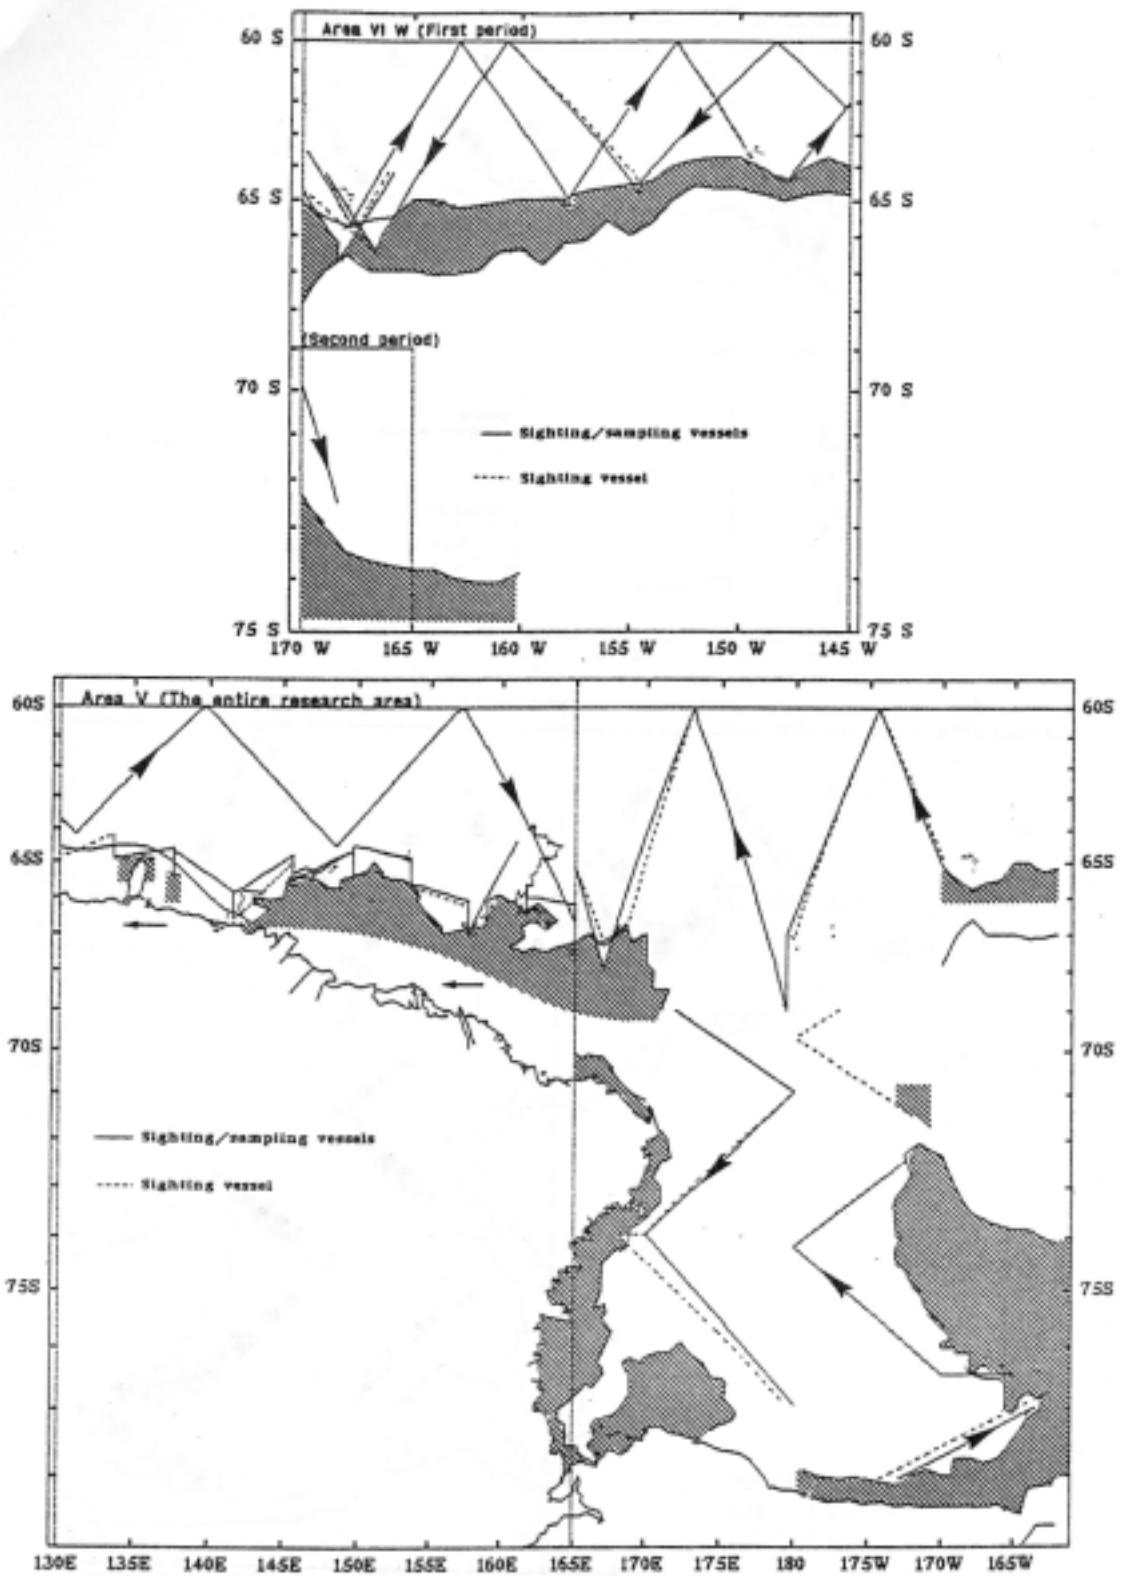 Area VI W (First period)
60 S 60 S
65 S 65 S
(Second period)
70 S 70 S
Sighting/sampling vessels
Sighting vessel
75 S 75 S
170 W 165 W 160 W 155 W 150 W 145 W
Area V (The entire research area)
60S 60S
65S 65S
70S 70S
Sighting/sampling vessels
Sighting vessel
75S 75S
130E 135E 140E 145E 150E 155E 160E 165E 170E 175E 180 175W 170W 165W